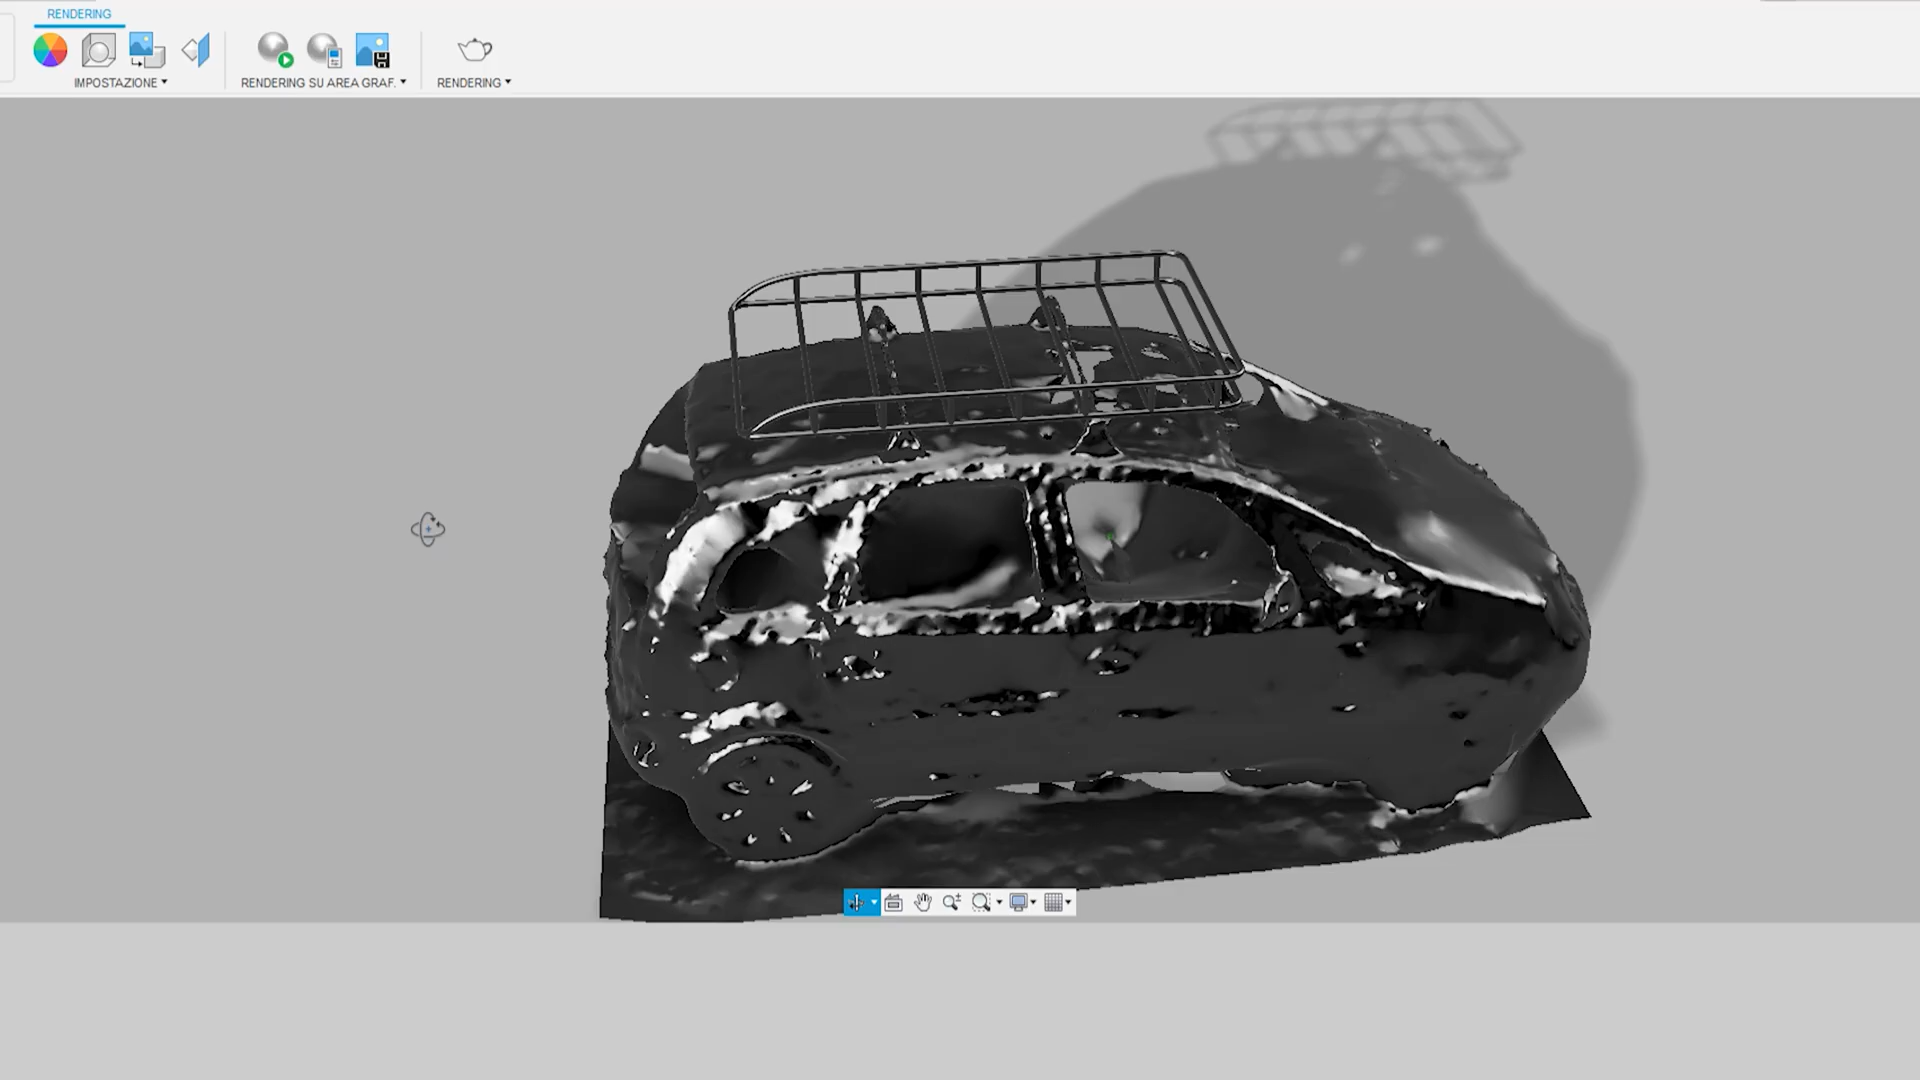 RENDERING
IMPOSTAZIONE
RENDERING SU AREA GRAF.
RENDERING